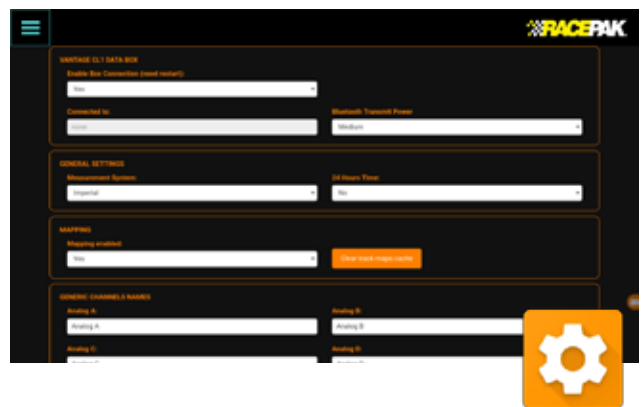 RACEPAK
VANTAGE CL1 DATA BOX
Enable Box Connection (need restart):
Yes
Connected to: Bluetooth Transmit Power
none Medium
GENERAL SETTINGS
Measurement System: 24 Hours Time:
Imperial No
MAPPING
Mapping enabled:
Yes Clear track maps cache
GENERIC CHANNELS NAMES
Analog A: Analog B:
Analog A Analog B
Analog C: Analog D: